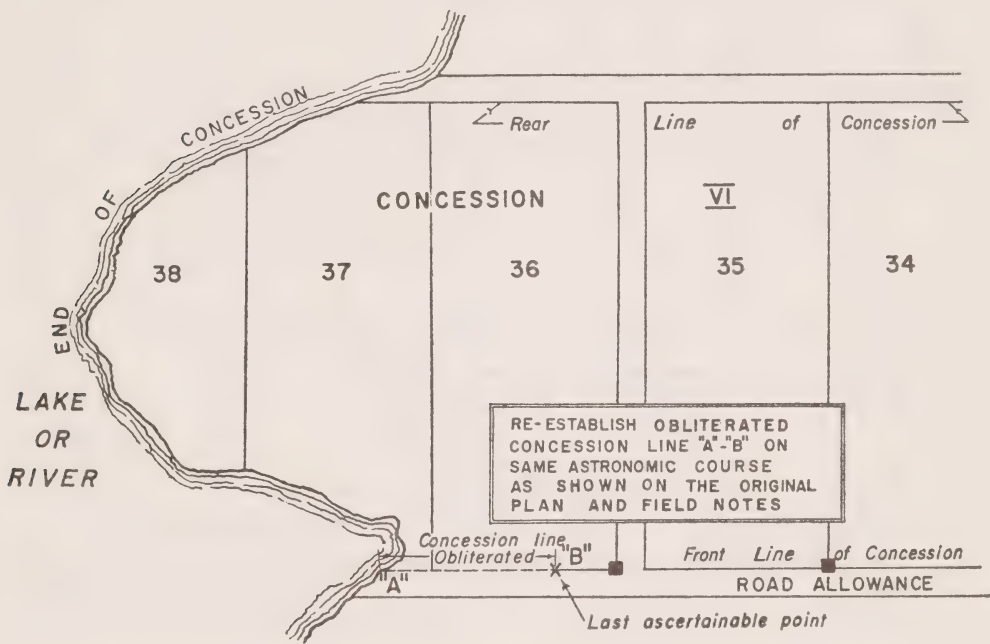 END OF CONCESSION
Rear Line of Concession
CONCESSION VI
38 37 36 35 34
LAKE
OR
RIVER
RE-ESTABLISH OBLITERATED
CONCESSION LINE "A"-"B" ON
SAME ASTRONOMIC COURSE
AS SHOWN ON THE ORIGINAL
PLAN AND FIELD NOTES
Concession line
Obliterated
"B"
Front Line of Concession
"A"
ROAD ALLOWANCE
Last ascertainable point